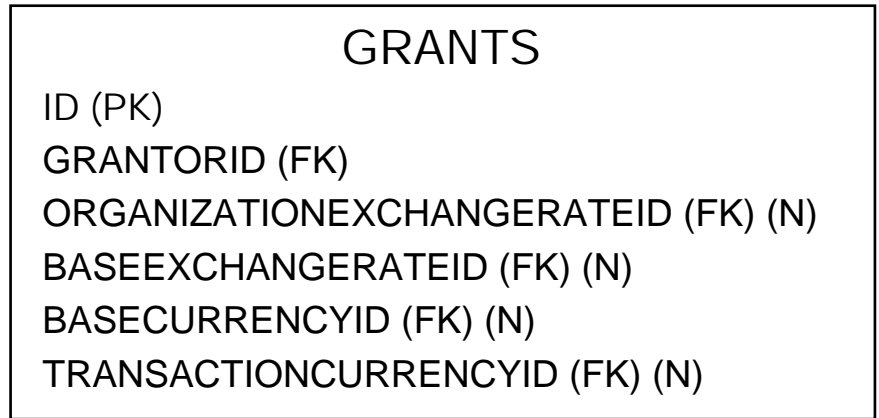 GRANTS
ID (PK)
GRANTORID (FK)
ORGANIZATIONEXCHANGERATEID (FK) (N)
BASEEXCHANGERATEID (FK) (N)
BASECURRENCYID (FK) (N)
TRANSACTIONCURRENCYID (FK) (N)